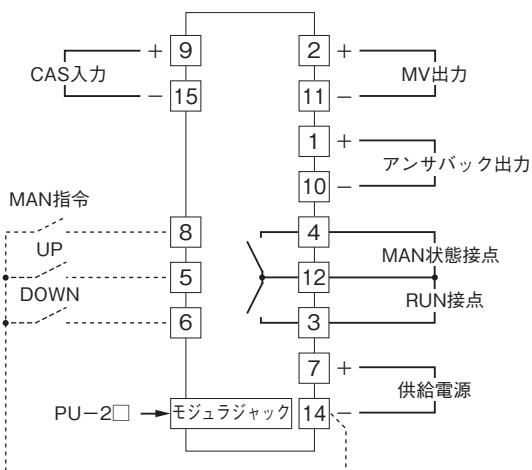 9 + CAS入力
15 −
2 + MV出力
11 −
1 + アンサバック出力
10 −
MAN指令 8
UP 5
DOWN 6
4 MAN状態接点
12
RUN接点
3
7 +
供給電源
PU−2□ モジュラジャック 14 −